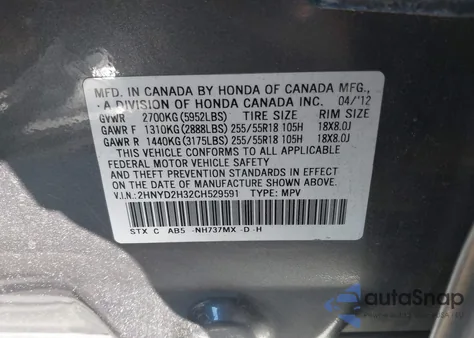 MFD. IN CANADA BY HONDA OF CANADA MFG.,
A DIVISION OF HONDA CANADA INC. 04/'12
GVWR 2700KG (5952LBS) TIRE SIZE RIM SIZE
GAWR F 1310KG (2888LBS) 255/55R18 105H 18X8.0J
GAWR R 1440KG (3175LBS) 255/55R18 105H 18X8.0J
THIS VEHICLE CONFORMS TO ALL APPLICABLE
FEDERAL MOTOR VEHICLE SAFETY
AND THEFT PREVENTION STANDARDS IN EFFECT
ON THE DATE OF MANUFACTURE SHOWN ABOVE.
V.I.N.: 2HNYD2H32CH529591 TYPE: MPV
STX C AB5 -NH737MX -D -H
autoSnap